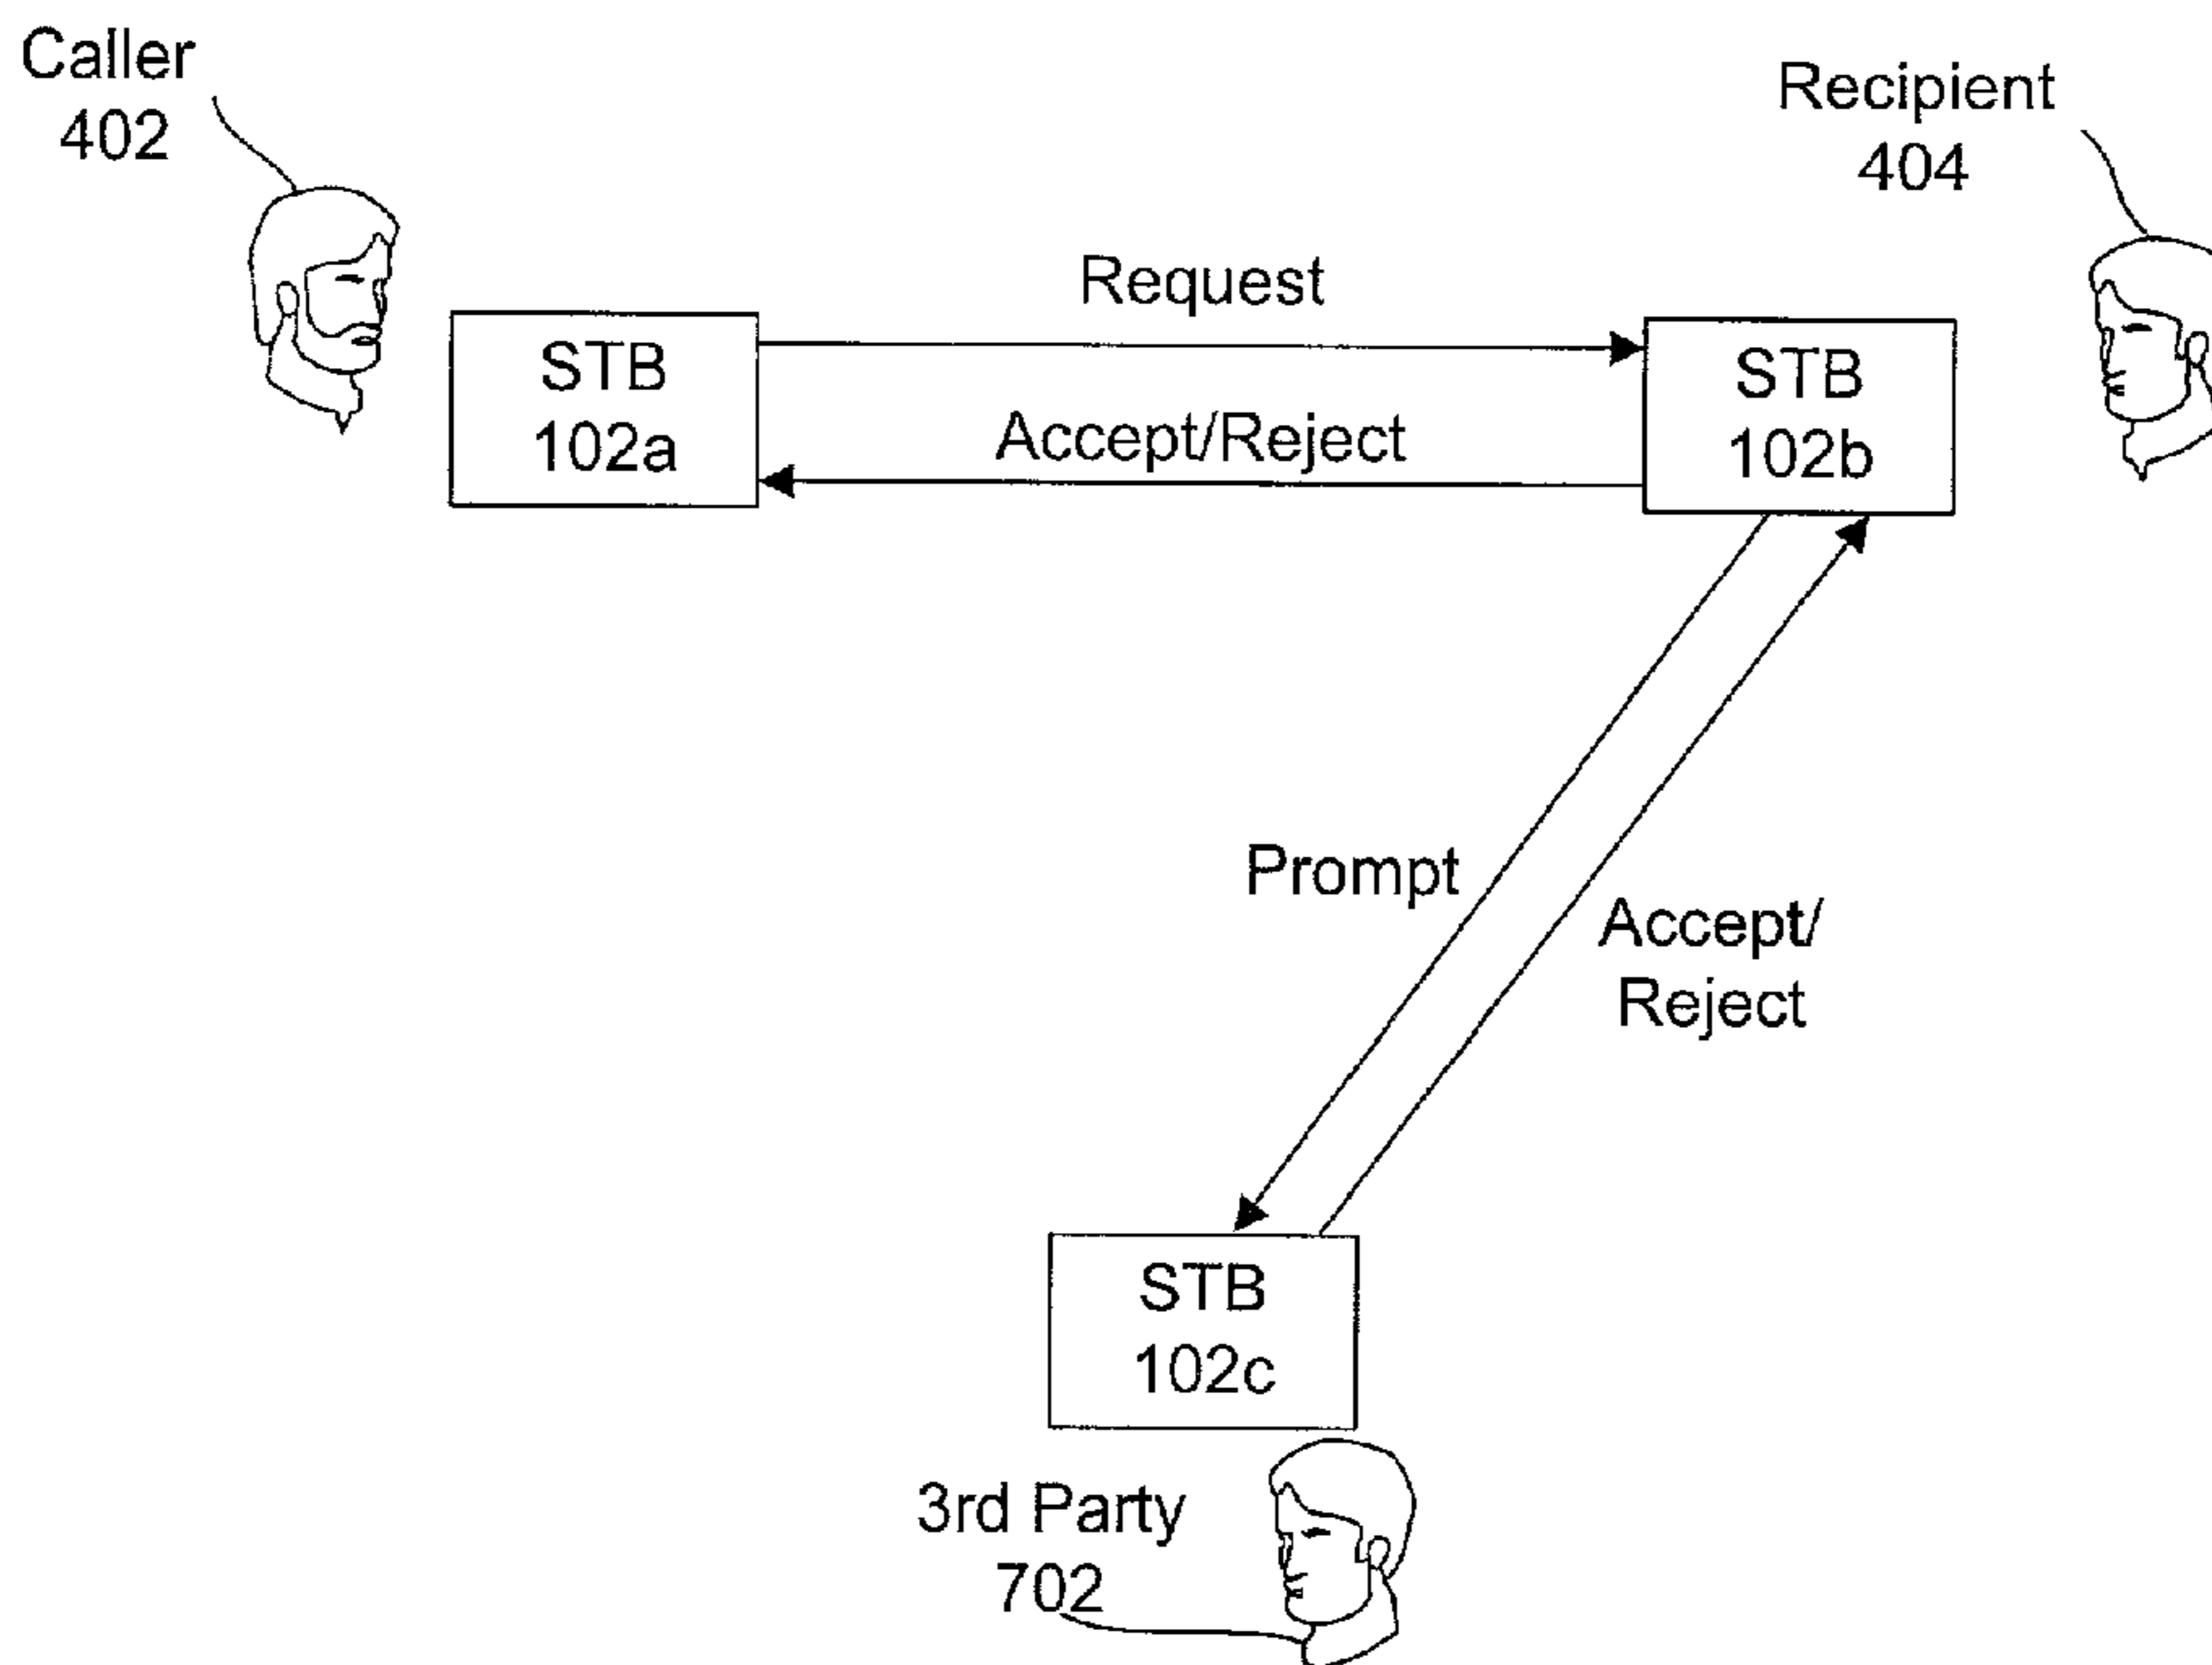 Caller
402
Recipient
404
Request
STB
102a
Accept/Reject
STB
102b
Prompt
Accept/
Reject
STB
102c
3rd Party
702